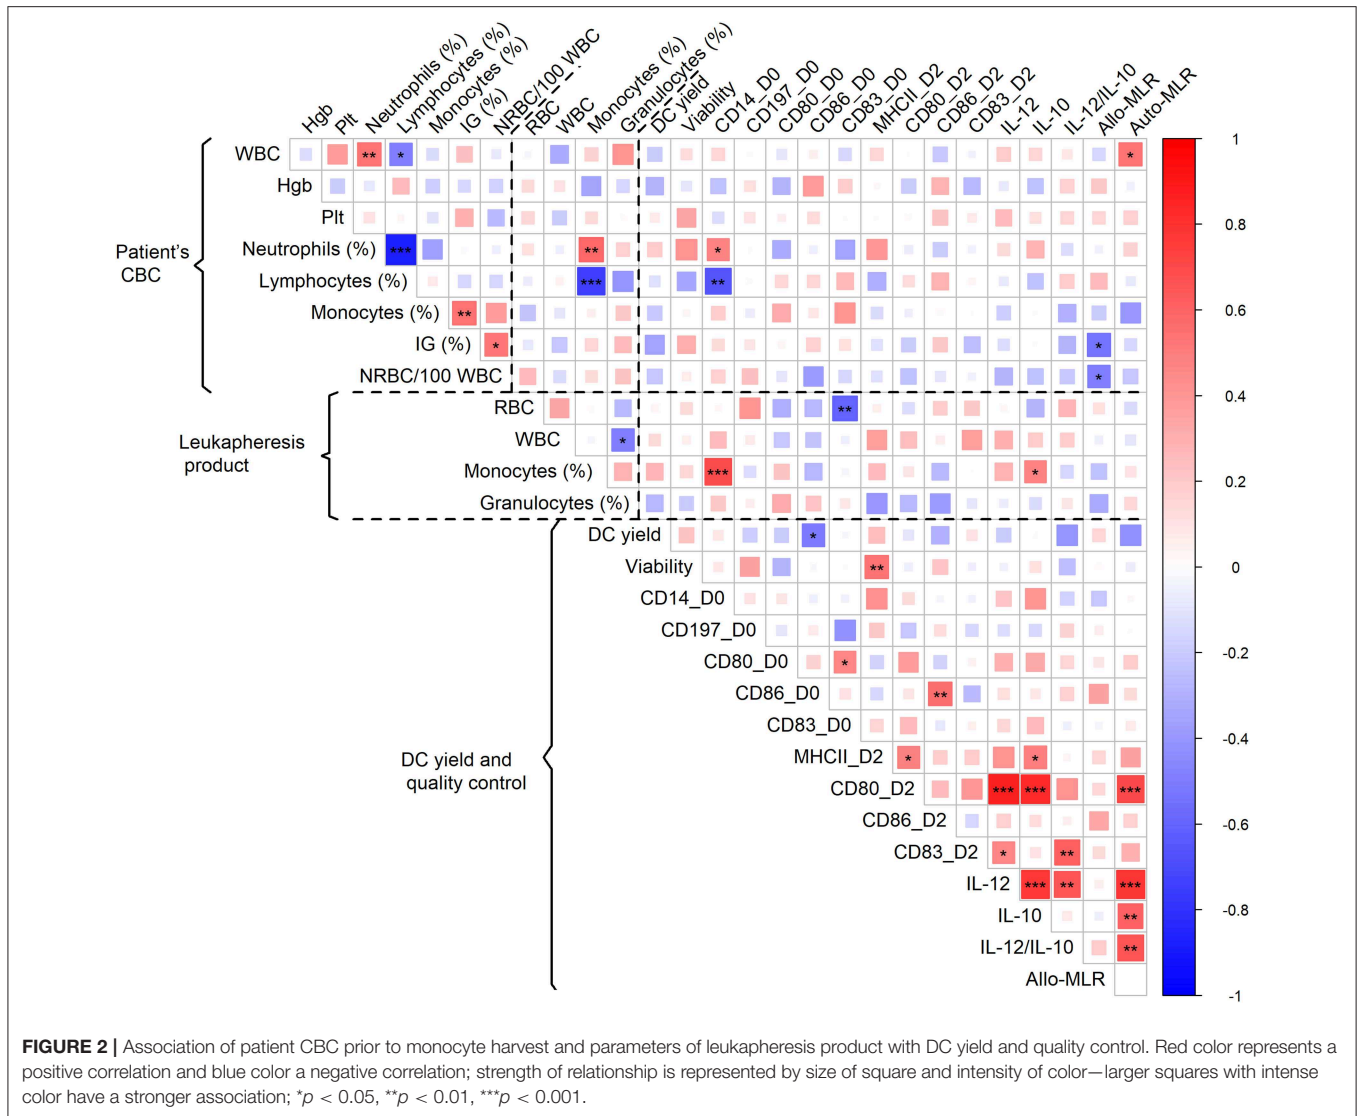 Hgb
Plt
Neutrophils (%)
Lymphocytes (%)
Monocytes (%)
IG (%)
NRBC/100 WBC
RBC
WBC
Monocytes (%)
Granulocytes (%)
DC yield
Viability
CD14_D0
CD197_D0
CD80_D0
CD86_D0
CD83_D0
MHCII_D2
CD80_D2
CD86_D2
CD83_D2
IL-12
IL-10
IL-12/IL-10
Allo-MLR
Auto-MLR
WBC ** * *
Hgb
Plt
Neutrophils (%) *** ** *
Lymphocytes (%) *** **
Monocytes (%) **
IG (%) * *
NRBC/100 WBC *
RBC **
WBC *
Monocytes (%) *** *
Granulocytes (%)
DC yield *
Viability **
CD14_D0
CD197_D0
CD80_D0 *
CD86_D0 **
CD83_D0
MHCII_D2 * *
CD80_D2 *** *** ***
CD86_D2
CD83_D2 * **
IL-12 *** ** ***
IL-10 **
IL-12/IL-10 **
Allo-MLR
Patient's
CBC
Leukapheresis
product
DC yield and
quality control
1
0.8
0.6
0.4
0.2
0
-0.2
-0.4
-0.6
-0.8
-1
FIGURE 2 | Association of patient CBC prior to monocyte harvest and parameters of leukapheresis product with DC yield and quality control. Red color represents a
positive correlation and blue color a negative correlation; strength of relationship is represented by size of square and intensity of color—larger squares with intense
color have a stronger association; *p < 0.05, **p < 0.01, ***p < 0.001.